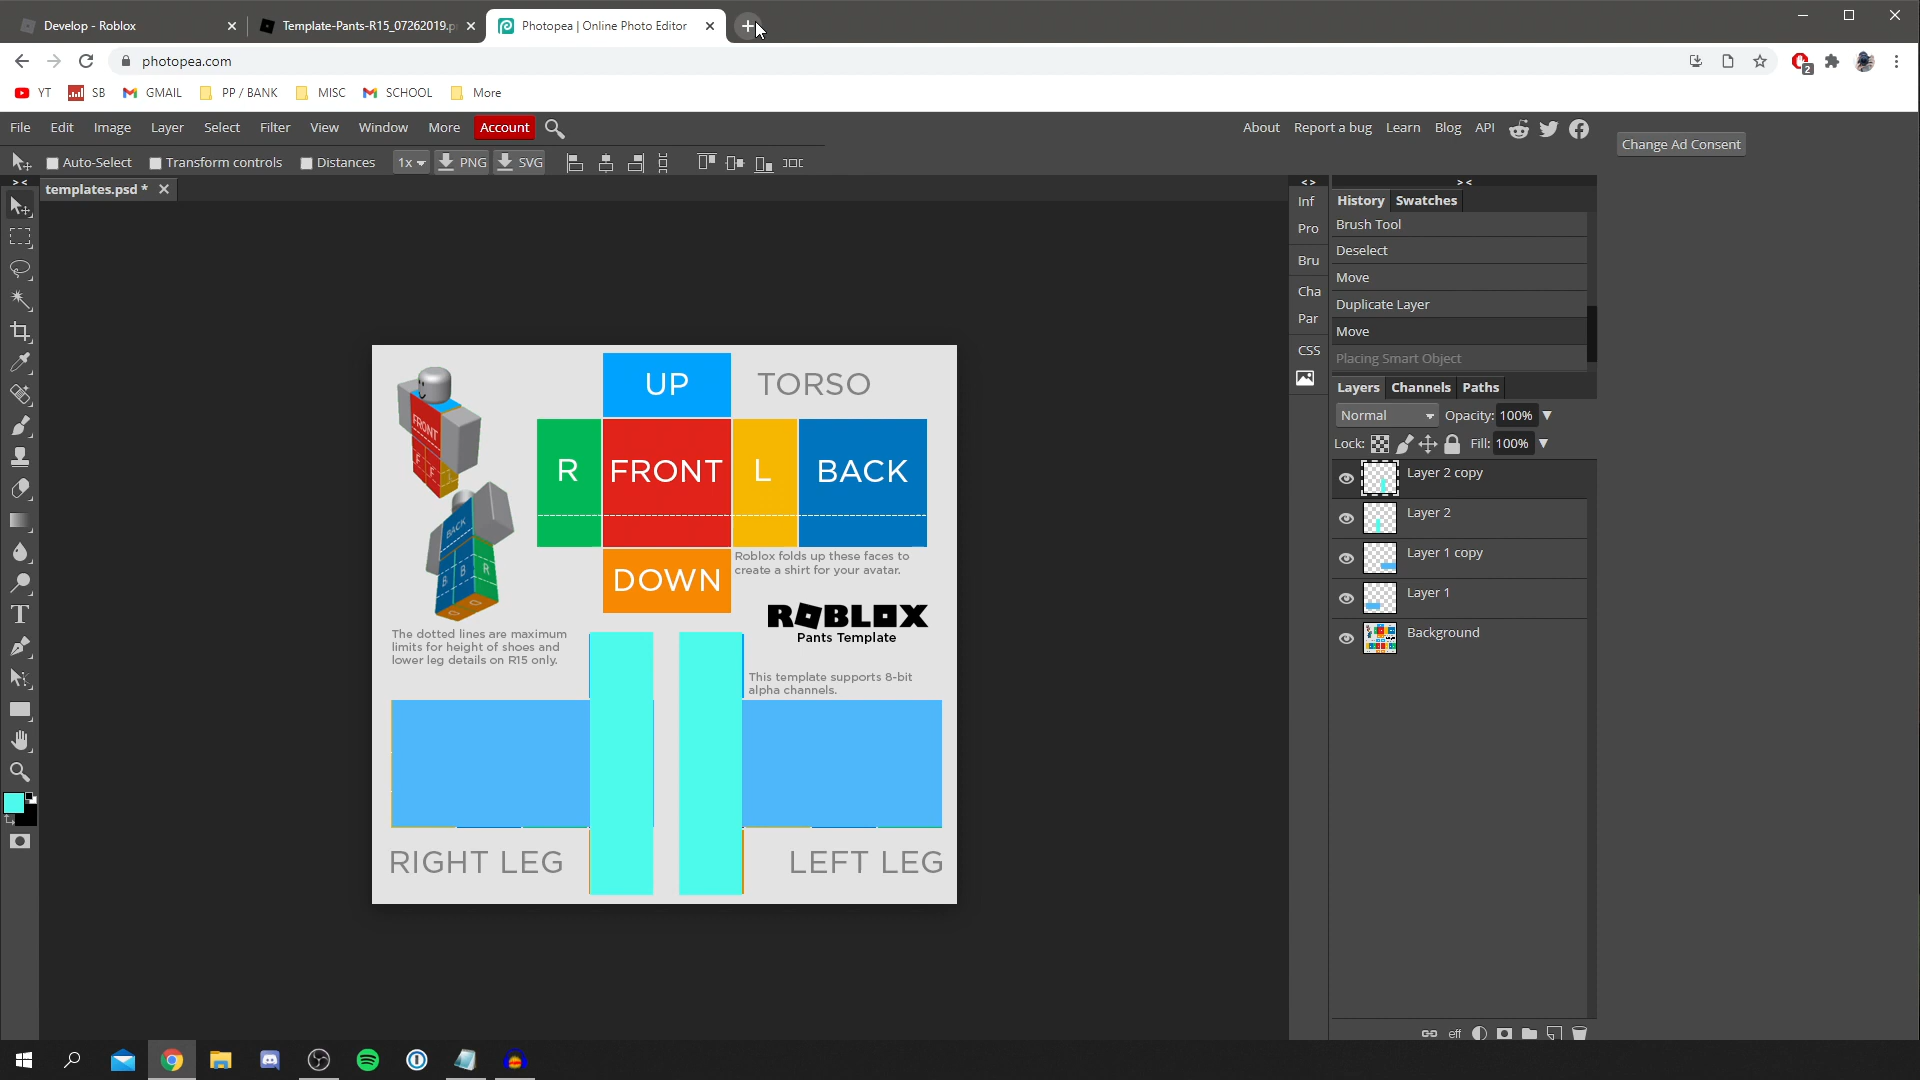 Develop - Roblox
Template-Pants-R15_07262019.p
Photopea | Online Photo Editor
photopea.com
2
YT
SB
GMAIL
PP / BANK
MISC
SCHOOL
More
File
Edit
Image
Layer
Select
Filter
View
Window
More
Account
About
Report a bug
Learn
Blog
API
Change Ad Consent
Auto-Select
Transform controls
Distances
1x
PNG
SVG
templates.psd *
Inf
Pro
Bru
Cha
Par
CSS
History
Swatches
Brush Tool
Deselect
Move
Duplicate Layer
Move
Placing Smart Object
Layers
Channels
Paths
Normal
Opacity: 100%
Lock:
Fill: 100%
Layer 2 copy
Layer 2
Layer 1 copy
Layer 1
Background
eff
UP
TORSO
R
FRONT
L
BACK
DOWN
Roblox folds up these faces to
create a shirt for your avatar.
ROBLOX
Pants Template
The dotted lines are maximum
limits for height of shoes and
lower leg details on R15 only.
This template supports 8-bit
alpha channels.
RIGHT LEG
LEFT LEG
FRONT
F
F
L
BACK
B
B
R